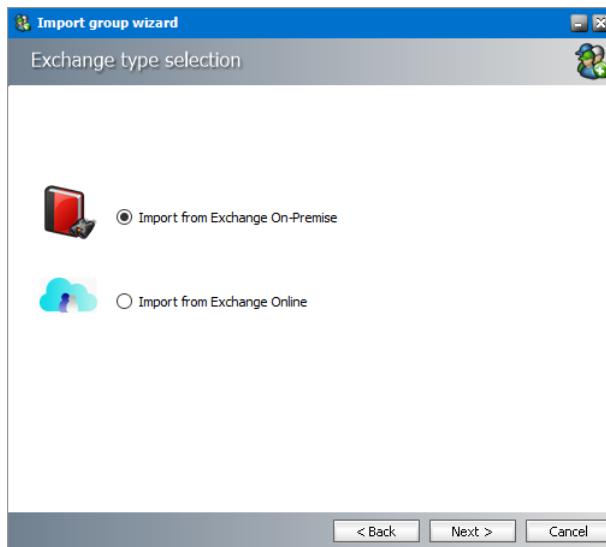 Import group wizard
Exchange type selection
Import from Exchange On-Premise
Import from Exchange Online
< Back
Next >
Cancel